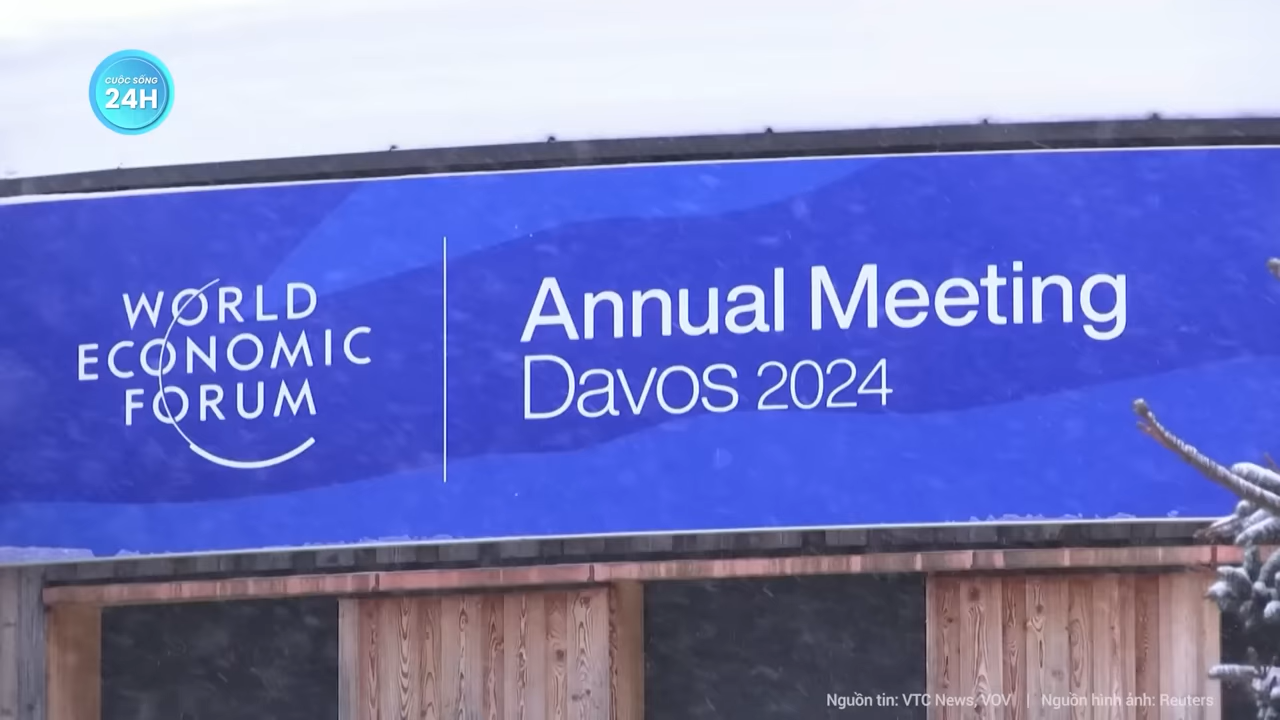 CUỘC SỐNG
24H
WORLD
ECONOMIC
FORUM
Annual Meeting
Davos 2024
Nguồn tin: VTC News, VOV | Nguồn hình ảnh: Reuters